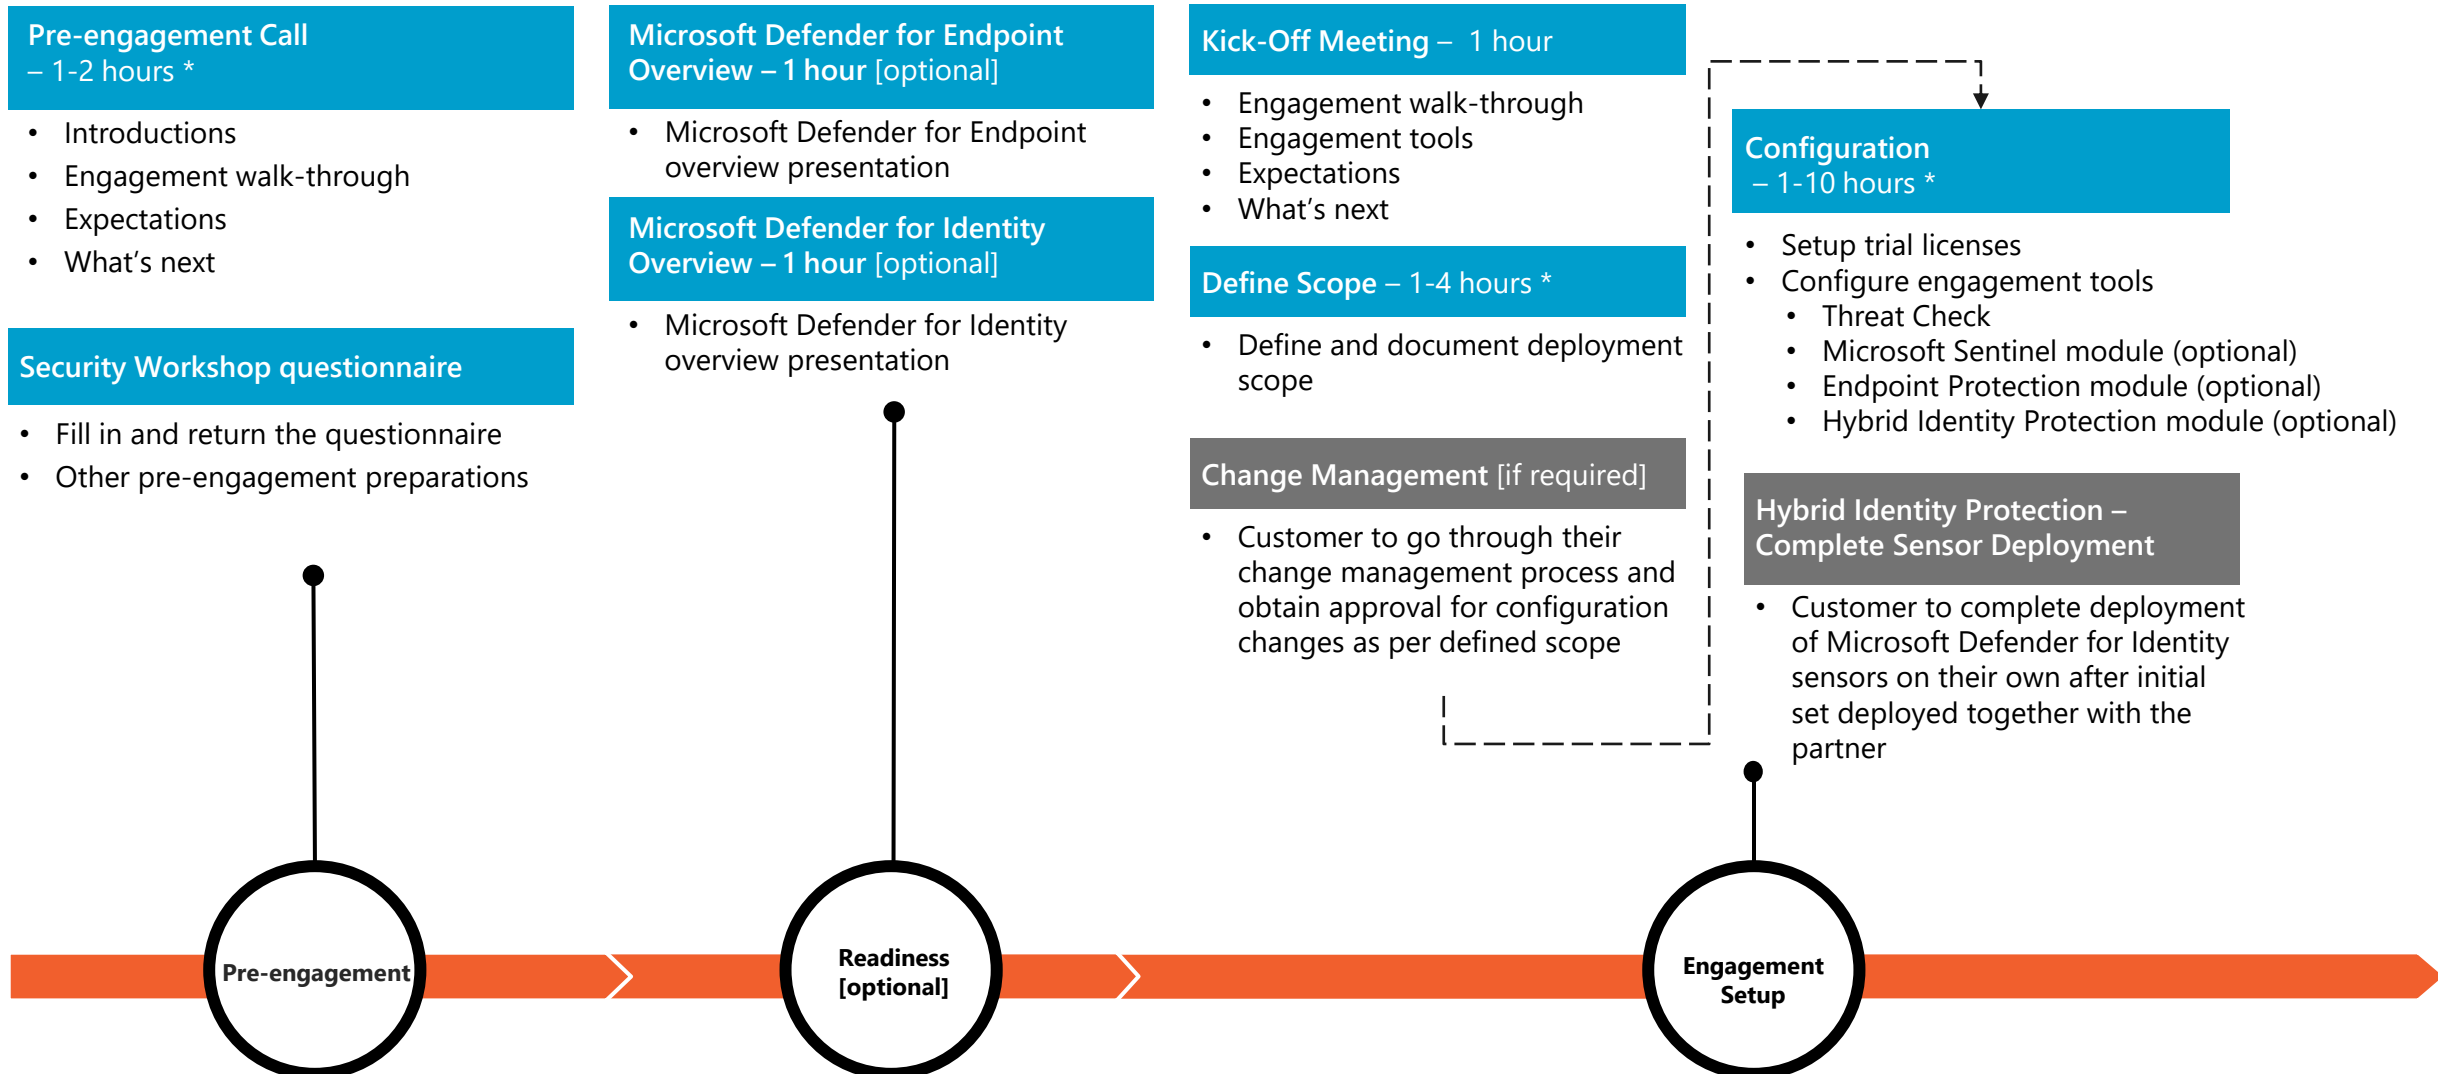 Pre-engagement Call
– 1-2 hours *
• Introductions
• Engagement walk-through
• Expectations
• What's next
Security Workshop questionnaire
• Fill in and return the questionnaire
• Other pre-engagement preparations
Microsoft Defender for Endpoint
Overview – 1 hour [optional]
• Microsoft Defender for Endpoint
overview presentation
Microsoft Defender for Identity
Overview – 1 hour [optional]
• Microsoft Defender for Identity
overview presentation
Kick-Off Meeting – 1 hour
• Engagement walk-through
• Engagement tools
• Expectations
• What's next
Define Scope – 1-4 hours *
• Define and document deployment
scope
Change Management [if required]
• Customer to go through their
change management process and
obtain approval for configuration
changes as per defined scope
Configuration
– 1-10 hours *
• Setup trial licenses
• Configure engagement tools
• Threat Check
• Microsoft Sentinel module (optional)
• Endpoint Protection module (optional)
• Hybrid Identity Protection module (optional)
Hybrid Identity Protection –
Complete Sensor Deployment
• Customer to complete deployment
of Microsoft Defender for Identity
sensors on their own after initial
set deployed together with the
partner
Pre-engagement
Readiness
[optional]
Engagement
Setup